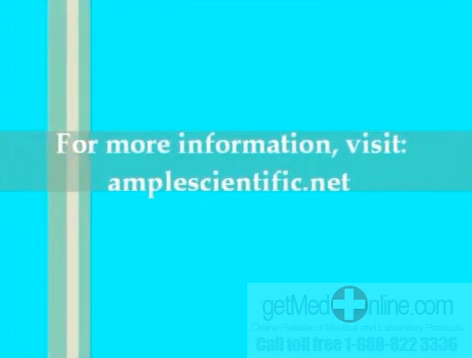 For more information, visit:
amplescientific.net
getMedOnline.com
Online Retailer of Medical and Laboratory Products
Call toll free 1-888-822 3336